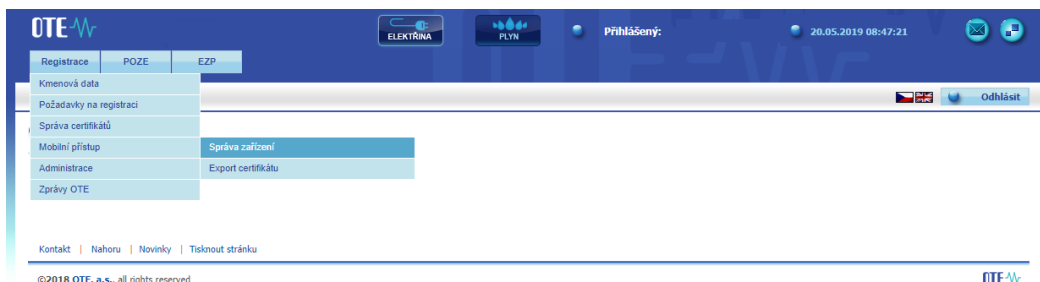 OTE
ELEKTŘINA
PLYN
Přihlášený:
20.05.2019 08:47:21
Registrace
POZE
EZP
Kmenová data
Požadavky na registraci
Odhlásit
Správa certifikátů
Mobilní přístup
Správa zařízení
Administrace
Export certifikátu
Zprávy OTE
Kontakt | Nahoru | Novinky | Tisknout stránku
©2018 OTE, a.s., all rights reserved
OTE